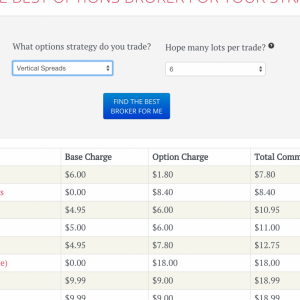 E BEST OPTIONS BROKER FOR YOUR STRA
What options strategy do you trade? Hope many lots per trade?
Vertical Spreads 6
FIND THE BEST
BROKER FOR ME
Base Charge Option Charge Total Comm
$6.00 $1.80 $7.80
s $0.00 $8.40 $8.40
$4.95 $6.00 $10.95
$5.00 $6.00 $11.00
$4.95 $7.80 $12.75
e) $0.00 $18.00 $18.00
$9.99 $9.00 $18.99
$9.99 $9.00 $18.99